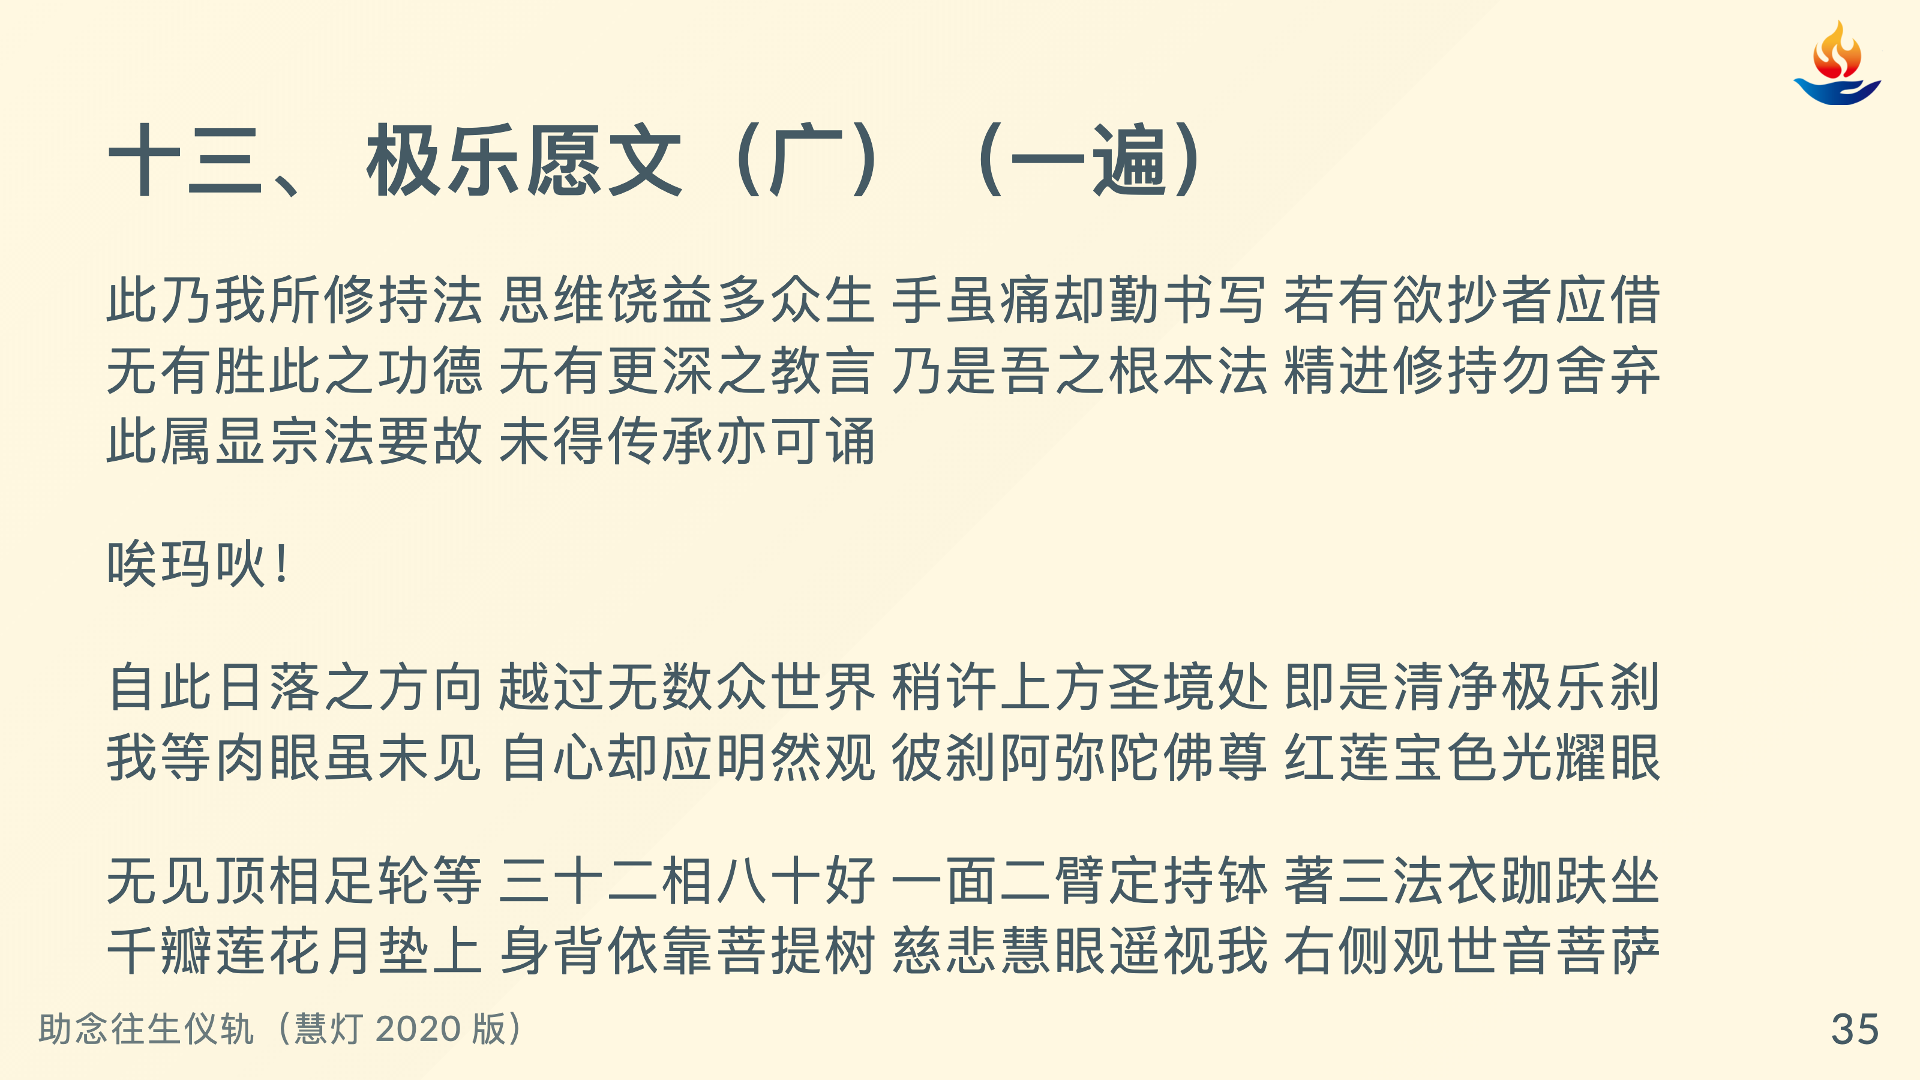 十三、 极乐愿文（广）（一遍）
此乃我所修持法 思维饶益多众生 手虽痛却勤书写 若有欲抄者应借
无有胜此之功德 无有更深之教言 乃是吾之根本法 精进修持勿舍弃
此属显宗法要故 未得传承亦可诵
唉玛吙！
自此日落之方向 越过无数众世界 稍许上方圣境处 即是清净极乐刹
我等肉眼虽未见 自心却应明然观 彼刹阿弥陀佛尊 红莲宝色光耀眼
无见顶相足轮等 三十二相八十好 一面二臂定持钵 著三法衣跏趺坐
千瓣莲花月垫上 身背依靠菩提树 慈悲慧眼遥视我 右侧观世音菩萨
助念往生仪轨（慧灯 2020 版）
35